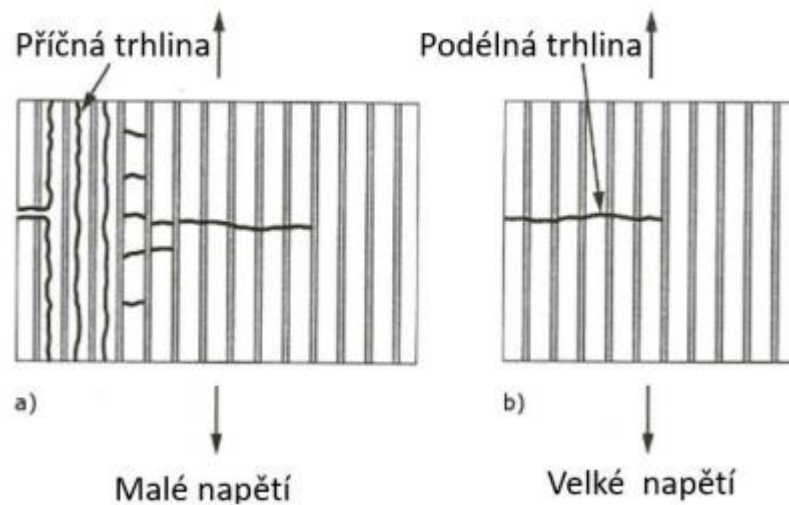 Příčná trhlina
Podélná trhlina
a)
b)
Malé napětí
Velké napětí